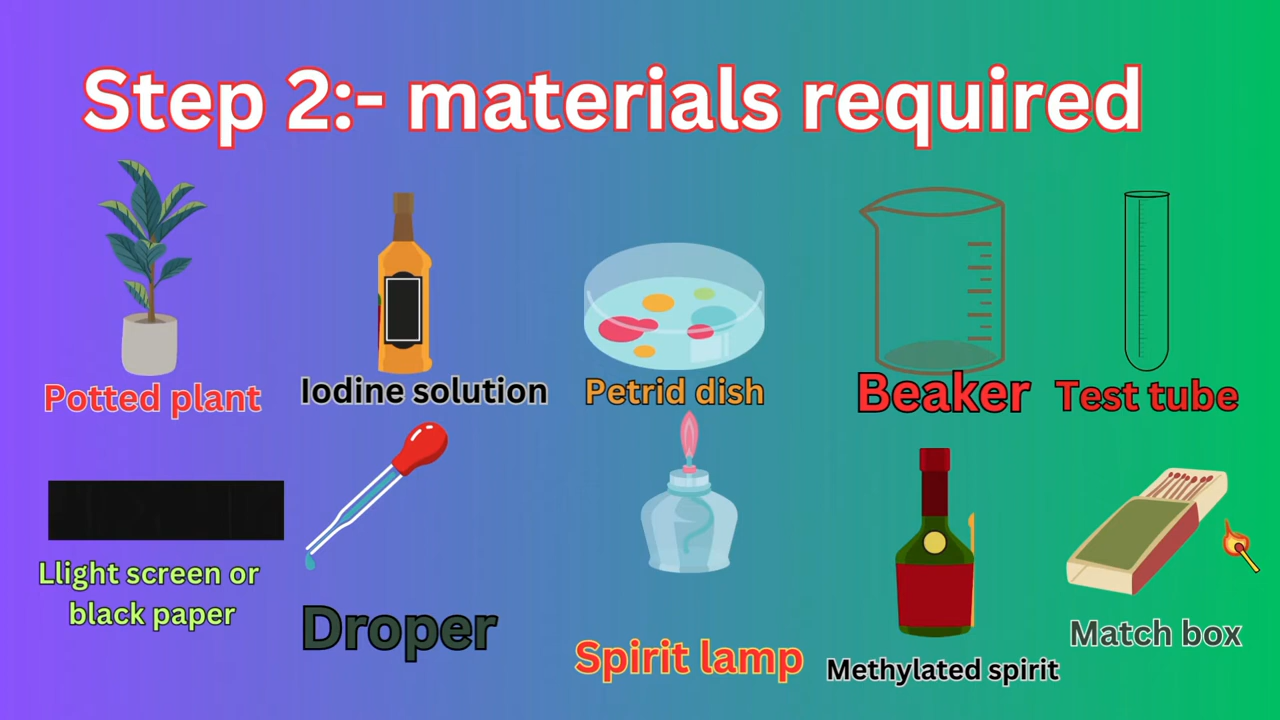 Step 2:- materials required
Potted plant
Iodine solution
Petrid dish
Beaker
Test tube
Llight screen or
black paper
Droper
Spirit lamp
Methylated spirit
Match box